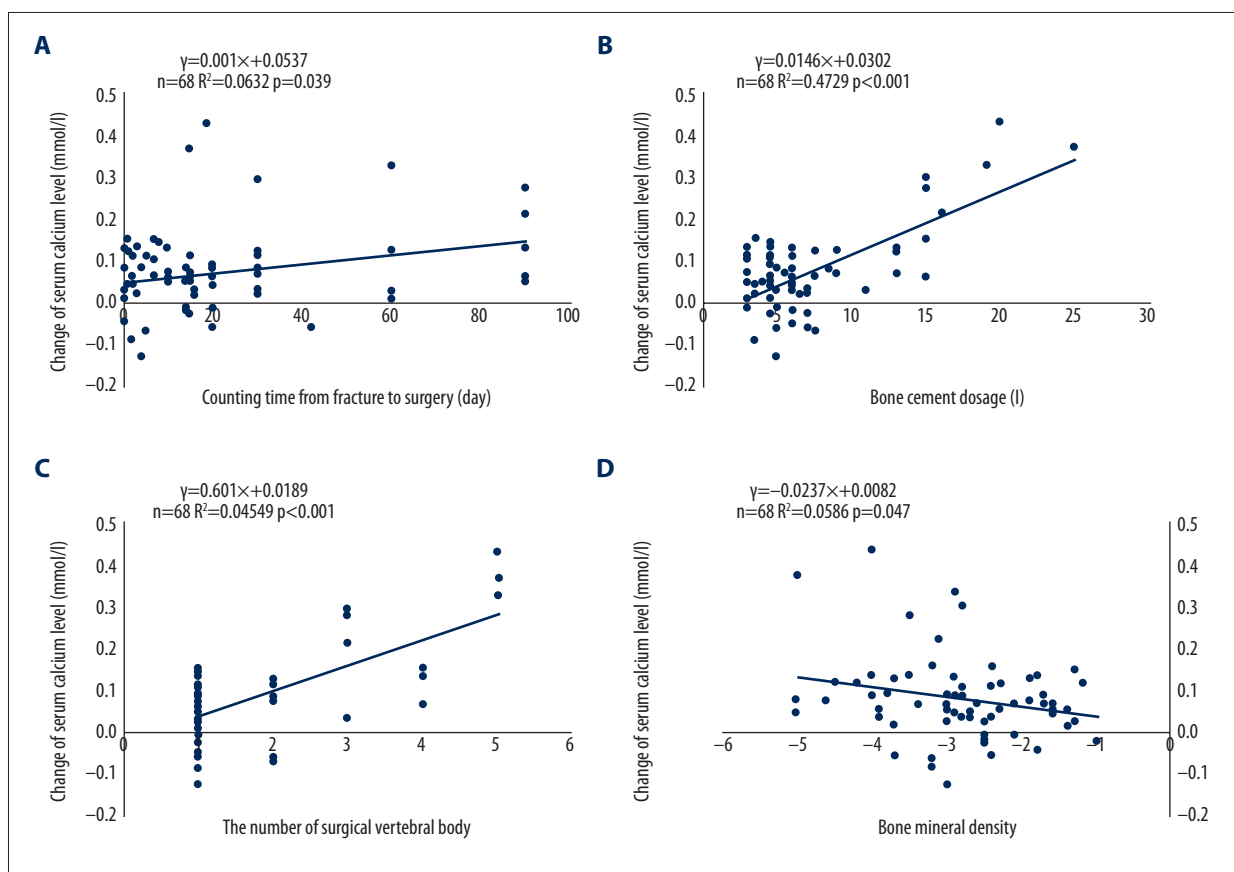 A
γ=0.001×+0.0537
n=68 R²=0.0632 p=0.039
Change of serum calcium level (mmol/l)
0.5
0.4
0.3
0.2
0.1
0.0
–0.1
–0.2
0
20
40
60
80
100
Counting time from fracture to surgery (day)
B
γ=0.0146×+0.0302
n=68 R²=0.4729 p<0.001
Change of serum calcium level (mmol/l)
0.5
0.4
0.3
0.2
0.1
0.0
–0.1
–0.2
0
5
10
15
20
25
30
Bone cement dosage (l)
C
γ=0.601×+0.0189
n=68 R²=0.04549 p<0.001
Change of serum calcium level (mmol/l)
0.5
0.4
0.3
0.2
0.1
0.0
–0.1
–0.2
0
1
2
3
4
5
6
The number of surgical vertebral body
D
γ=–0.0237×+0.0082
n=68 R²=0.0586 p=0.047
Change of serum calcium level (mmol/l)
0.5
0.4
0.3
0.2
0.1
0.0
–0.1
–0.2
–6
–5
–4
–3
–2
–1
0
Bone mineral density